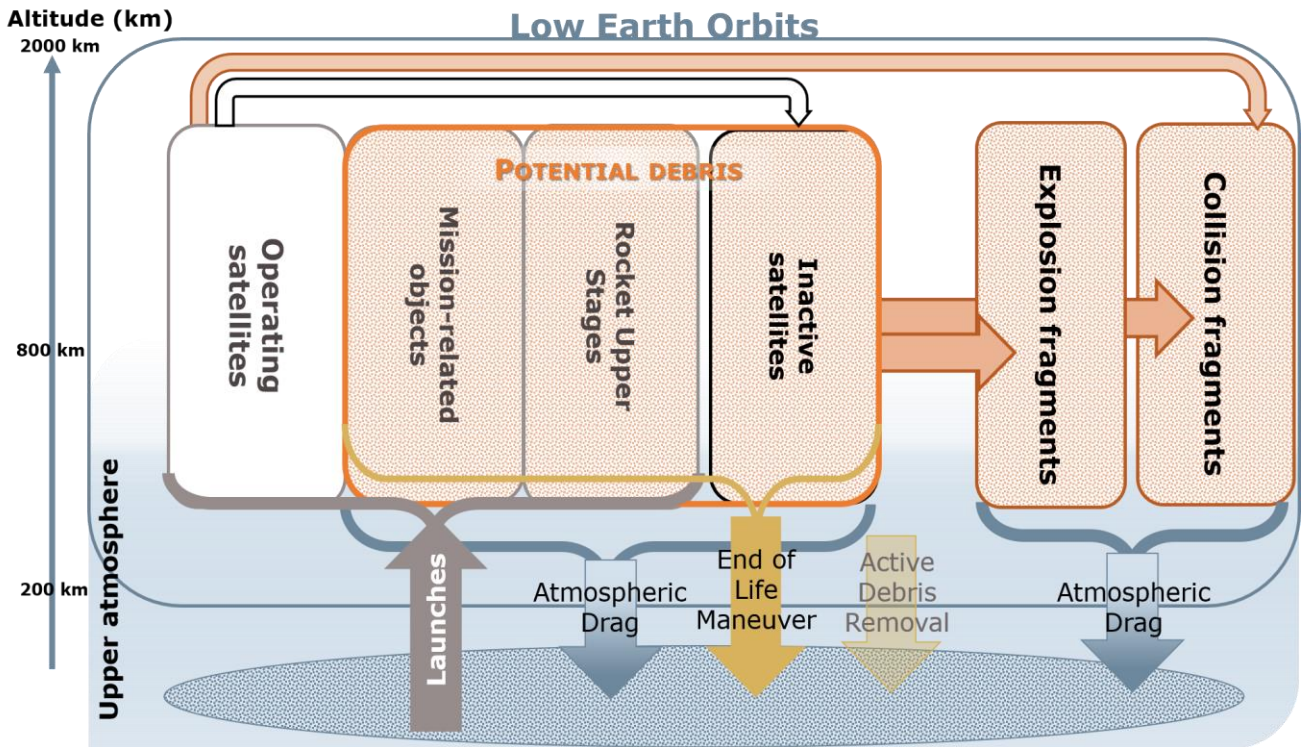 Altitude (km)
Low Earth Orbits
2000 km
POTENTIAL DEBRIS
Operating
satellites
Mission-related
objects
Rocket Upper
Stages
Inactive
satellites
Explosion fragments
Collision fragments
800 km
Upper atmosphere
200 km
Launches
Atmospheric
Drag
End of
Life
Maneuver
Active
Debris
Removal
Atmospheric
Drag